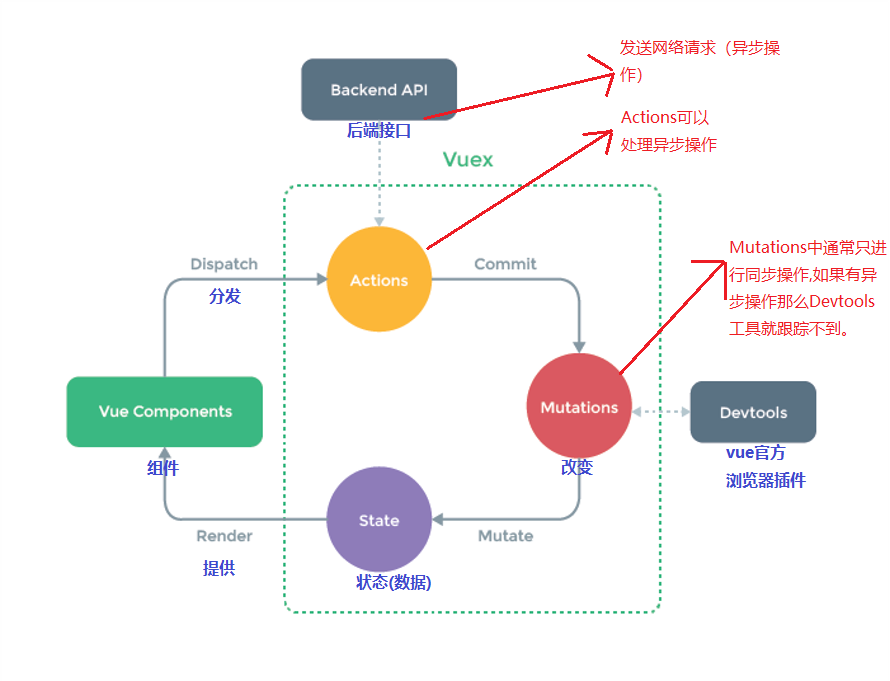 发送网络请求（异步操
作）
Backend API
后端接口
Actions可以
处理异步操作
Vuex
Dispatch
分发
Actions
Commit
Mutations中通常只进
行同步操作,如果有异
步操作那么Devtools
工具就跟踪不到。
Vue Components
组件
Mutations
改变
Devtools
vue官方
浏览器插件
State
状态(数据)
Render
提供
Mutate